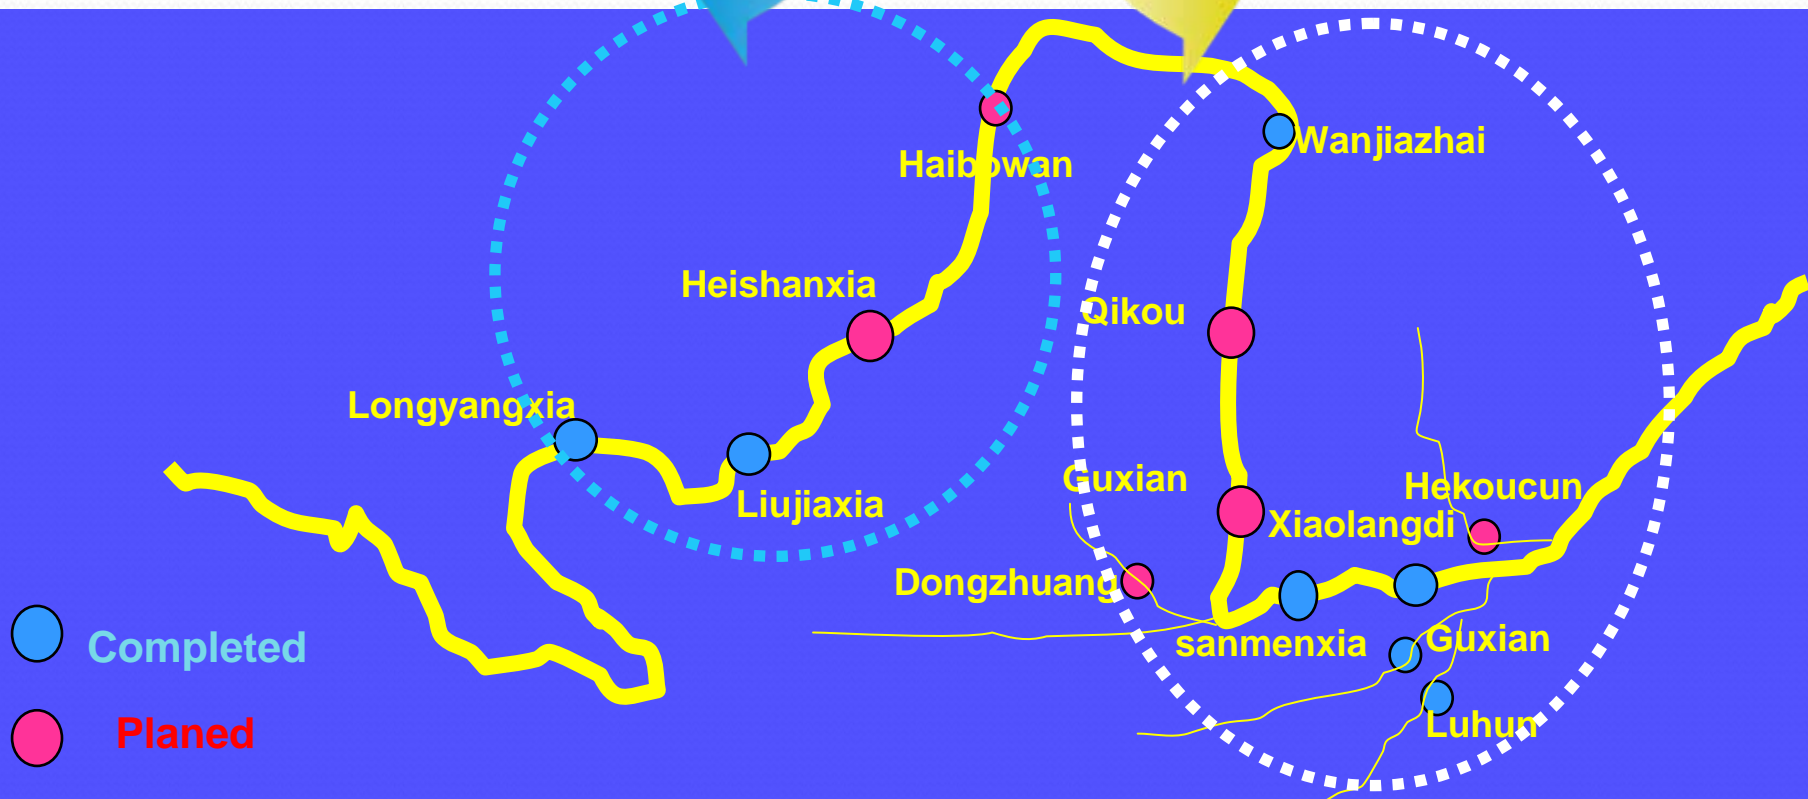 Wanjiazhai
Haibowan
Heishanxia
Qikou
Longyangxia
Guxian
Hekoucun
Liujiaxia
Xiaolangdi
Dongzhuang
sanmenxia
Guxian
Completed
Luhun
Planed